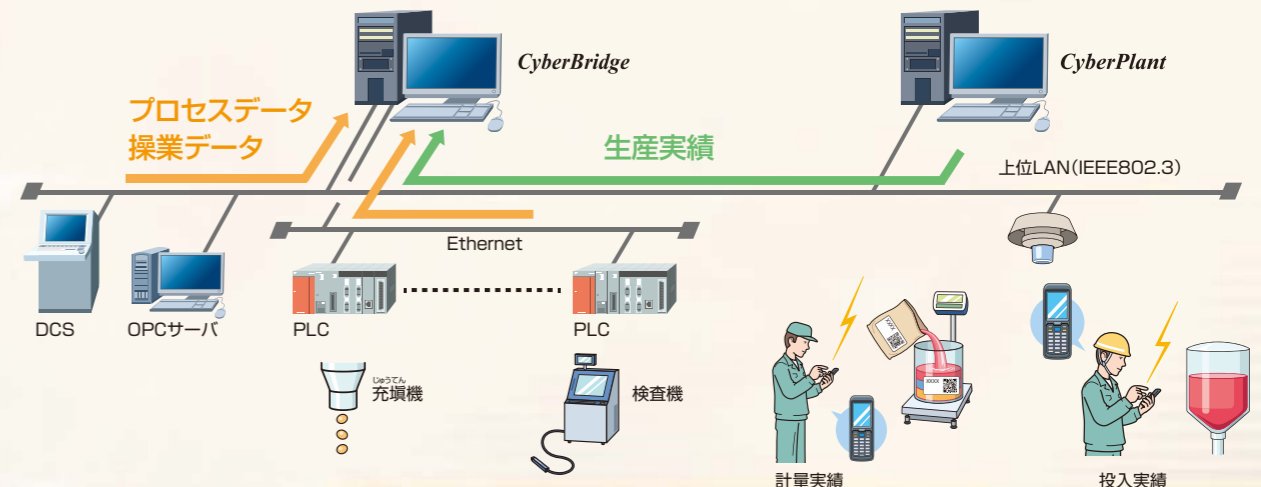 CyberBridge
CyberPlant
プロセスデータ
操業データ
生産実績
上位LAN(IEEE802.3)
Ethernet
DCS
OPCサーバ
PLC
PLC
じゅうてん
充填機
検査機
XXXX
XXXX
計量実績
投入実績